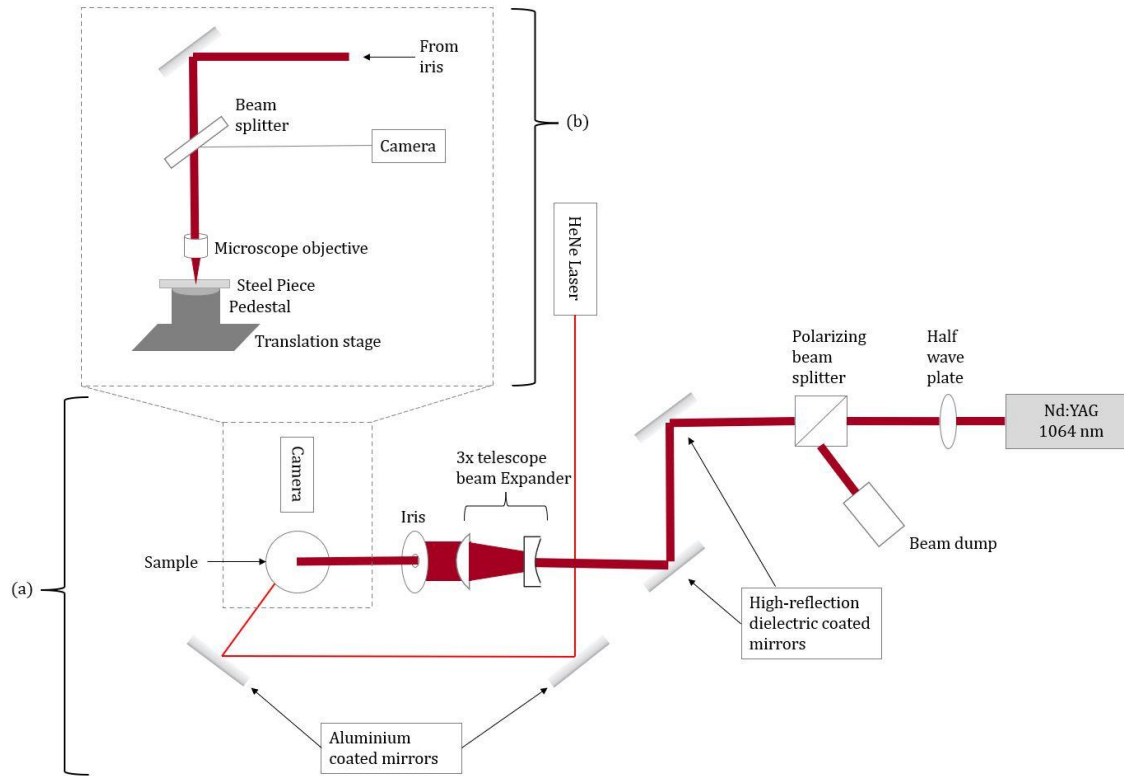 From
iris
Beam
splitter
(b)
Camera
Microscope objective
Steel Piece
Pedestal
Translation stage
HeNe Laser
Polarizing
beam
splitter
Half
wave
plate
Nd:YAG
1064 nm
Camera
3x telescope
beam Expander
Iris
Sample
Beam dump
(a)
High-reflection
dielectric coated
mirrors
Aluminium
coated mirrors